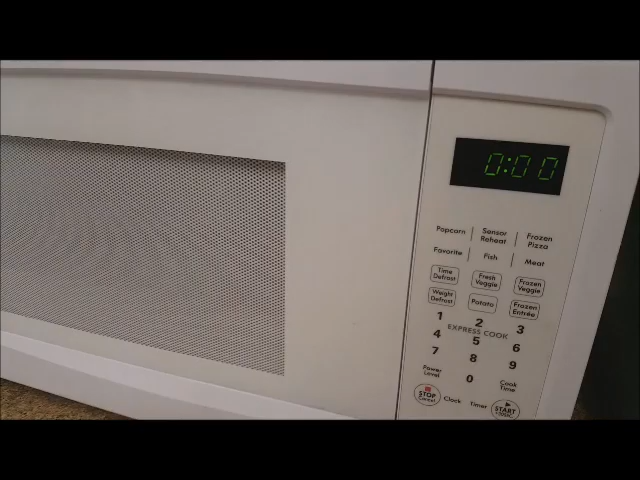 0:00
Popcorn Sensor Reheat Frozen Pizza
Favorite Fish Meat
Time Defrost Fresh Veggie Frozen Veggie
Weight Defrost Potato Frozen Entrée
1 2 3
EXPRESS COOK
4 5 6
7 8 9
Power Level 0 Cook Time
STOP Cancel Clock Timer START